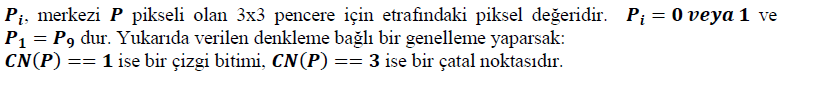 Pi, merkezi P pikseli olan 3x3 pencere için etrafındaki piksel değeridir. Pi = 0 veya 1 ve
P1 = P9 dur. Yukarıda verilen denkleme bağlı bir genelleme yaparsak:
CN(P) == 1 ise bir çizgi bitimi, CN(P) == 3 ise bir çatal noktasıdır.